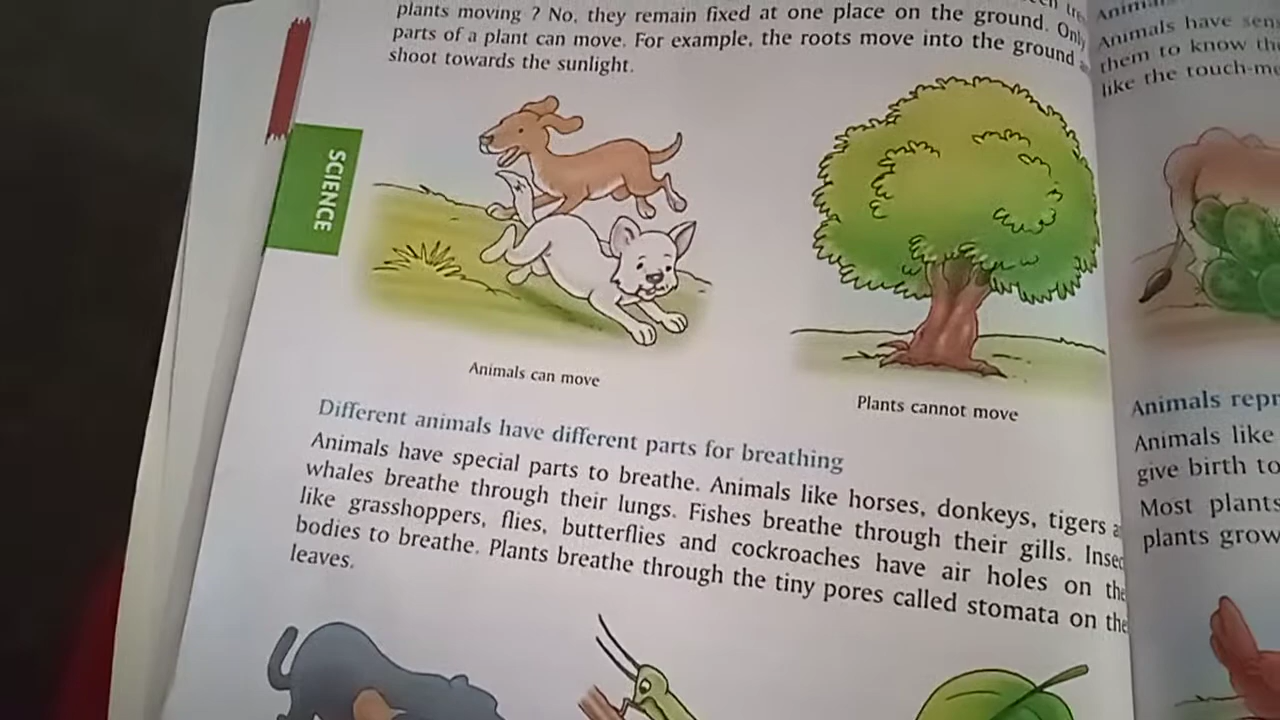 plants moving ? No, they remain fixed at one place on the ground. Only
parts of a plant can move. For example, the roots move into the ground
shoot towards the sunlight.
SCIENCE
Animals can move
Plants cannot move
Different animals have different parts for breathing
Animals have special parts to breathe. Animals like horses, donkeys, tigers
whales breathe through their lungs. Fishes breathe through their gills.
like grasshoppers, flies, butterflies and cockroaches have air holes on the
bodies to breathe. Plants breathe through the tiny pores called stomata on the
leaves.
Animals have
them to know
like the
Animals
Animals like
give birth to
Most plants
plants grow